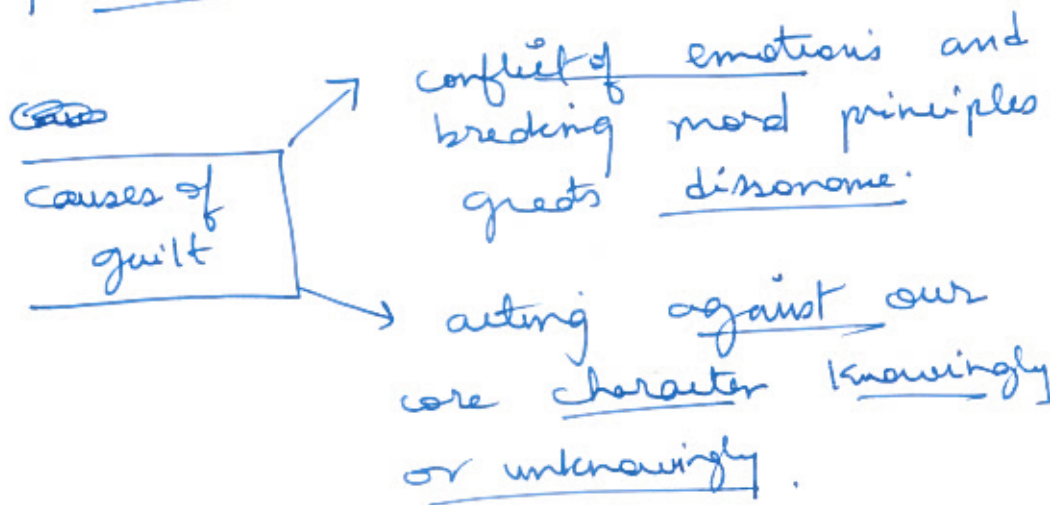 conflict of emotions and
breaking moral principles
greats dissonance.
causes of
guilt
acting against our
core character knowingly
or unknowingly.